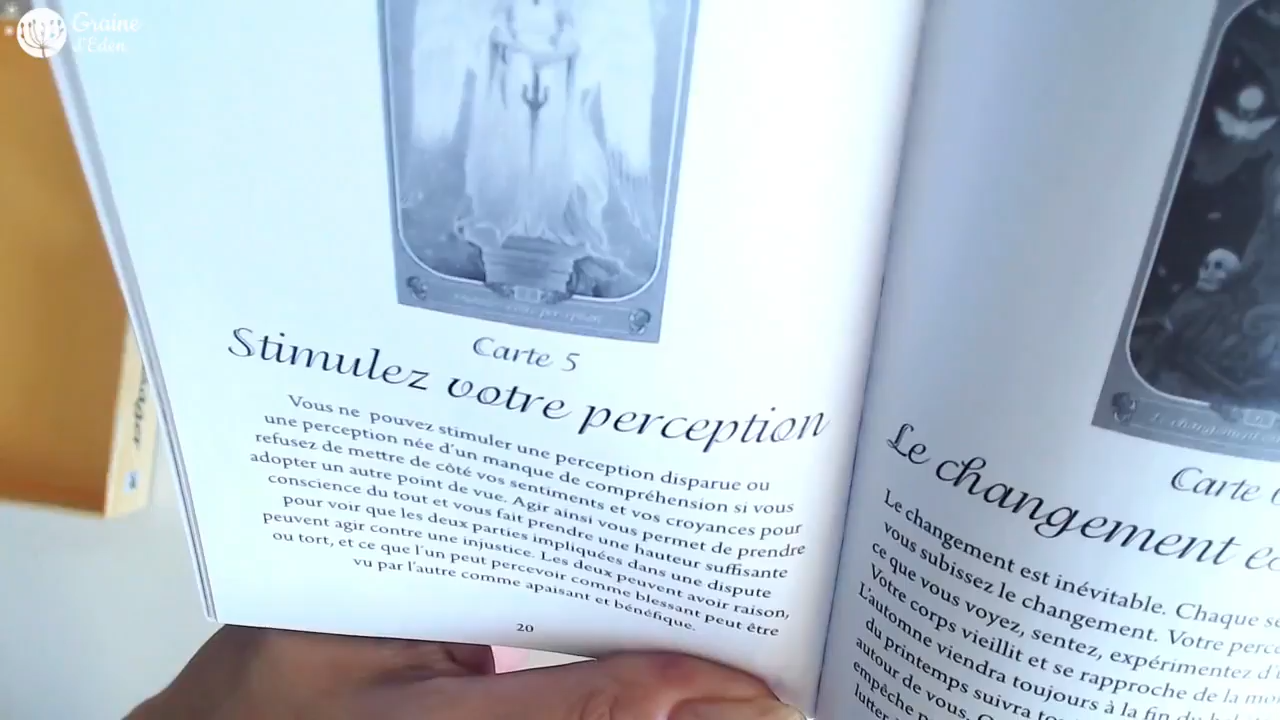 Graine
d'Eden
Carte 5
Stimulez votre perception
Vous ne pouvez stimuler une perception disparue ou
une perception née d'un manque de compréhension si vous
refusez de mettre de côté vos sentiments et vos croyances pour
adopter un autre point de vue. Agir ainsi vous permet de prendre
conscience du tout et vous fait prendre une hauteur suffisante
pour voir que les deux parties impliquées dans une dispute
peuvent agir contre une injustice. Les deux peuvent avoir raison,
ou tort, et ce que l'un peut percevoir comme blessant peut être
vu par l'autre comme apaisant et bénéfique.
20
Carte
Le changement
Le changement est inévitable. Chaque
vous subissez le changement. Votre
ce que vous voyez, sentez, expérimentez
Votre corps vieillit et se rapproche de la
L'automne viendra toujours à la fin
du printemps suivra
autour de vous.
empêche